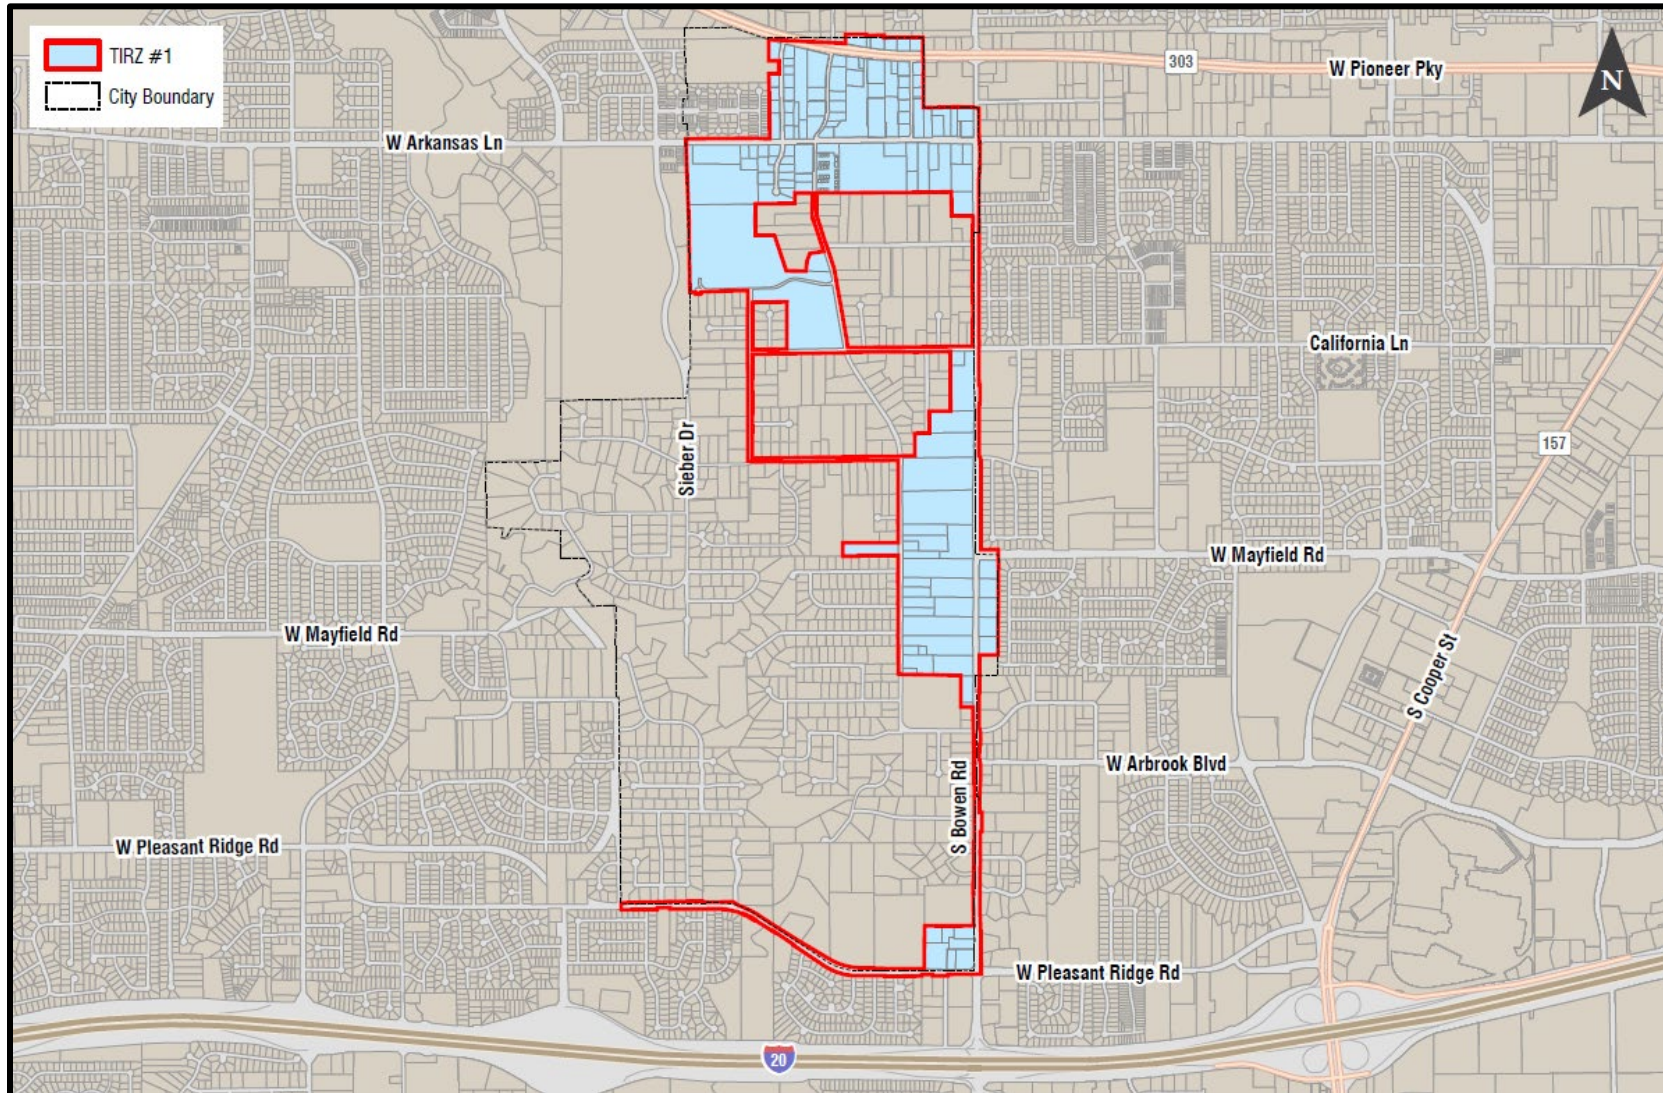 TIRZ #1
City Boundary
303
W Pioneer Pky
N
W Arkansas Ln
California Ln
Sieber Dr
157
W Mayfield Rd
W Mayfield Rd
S Cooper St
W Arbrook Blvd
S Bowen Rd
W Pleasant Ridge Rd
W Pleasant Ridge Rd
20